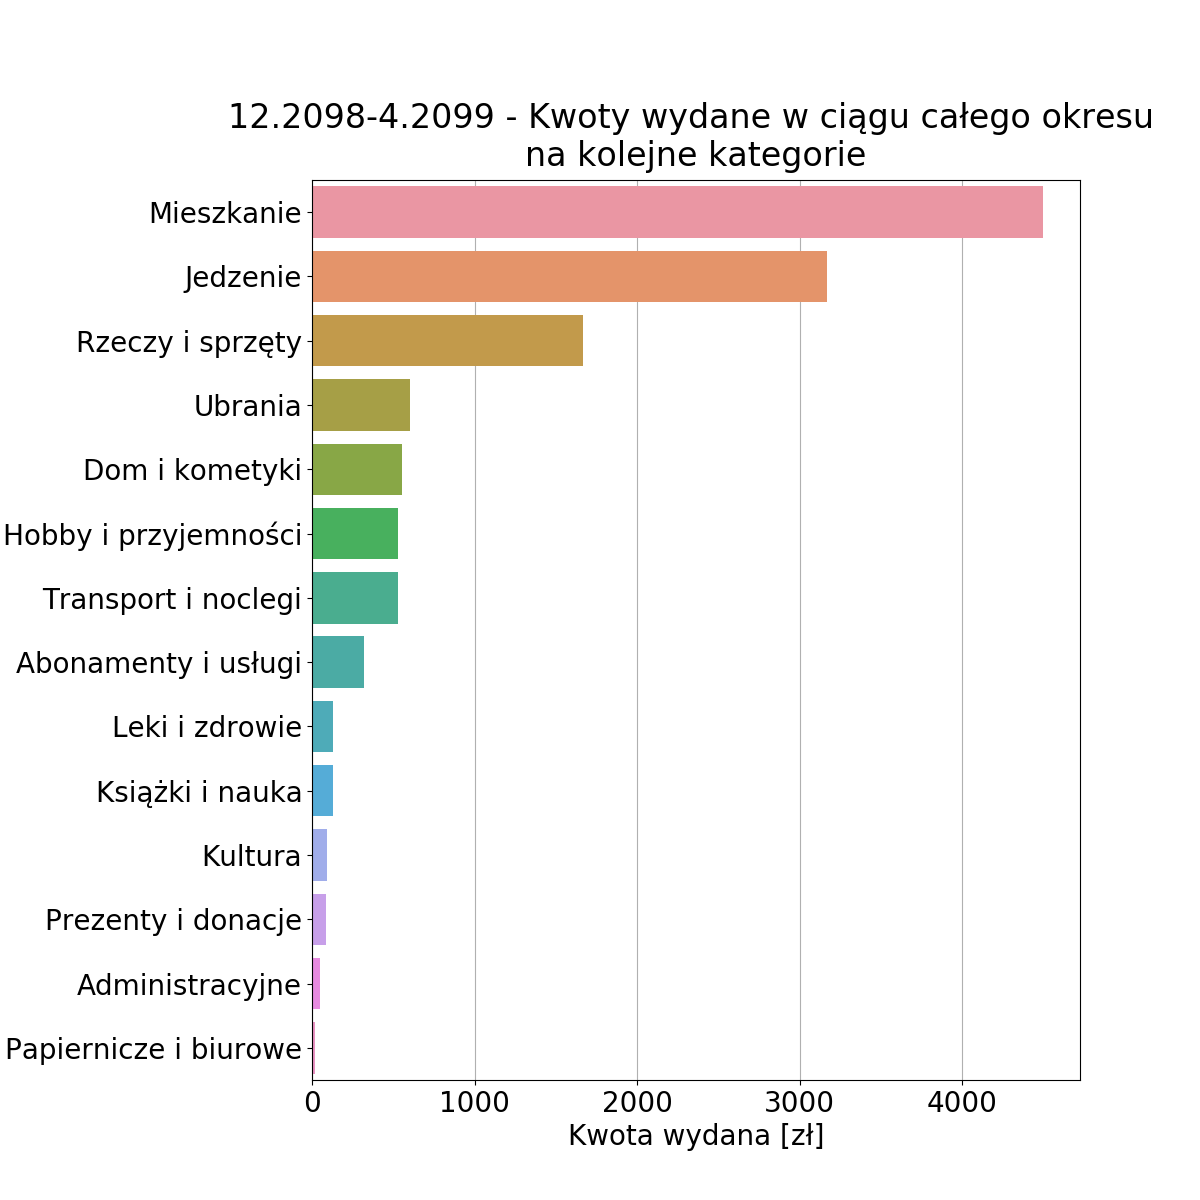 12.2098-4.2099 - Kwoty wydane w ciągu całego okresu
na kolejne kategorie
Mieszkanie
Jedzenie
Rzeczy i sprzęty
Ubrania
Dom i kometyki
Hobby i przyjemności
Transport i noclegi
Abonamenty i usługi
Leki i zdrowie
Książki i nauka
Kultura
Prezenty i donacje
Administracyjne
Papiernicze i biurowe
0 1000 2000 3000 4000
Kwota wydana [zł]